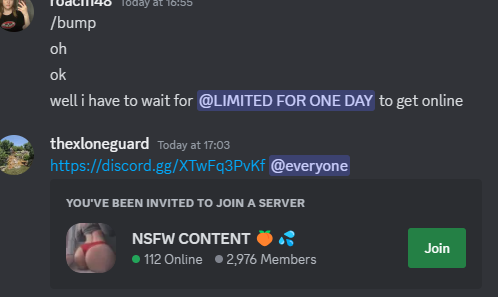 roach48 Today at 16:55
/bump
oh
ok
well i have to wait for @LIMITED FOR ONE DAY to get online
thexloneguard Today at 17:03
https://discord.gg/XTwFq3PvKf @everyone
YOU'VE BEEN INVITED TO JOIN A SERVER
NSFW CONTENT 🍑 💦
112 Online 2,976 Members
Join